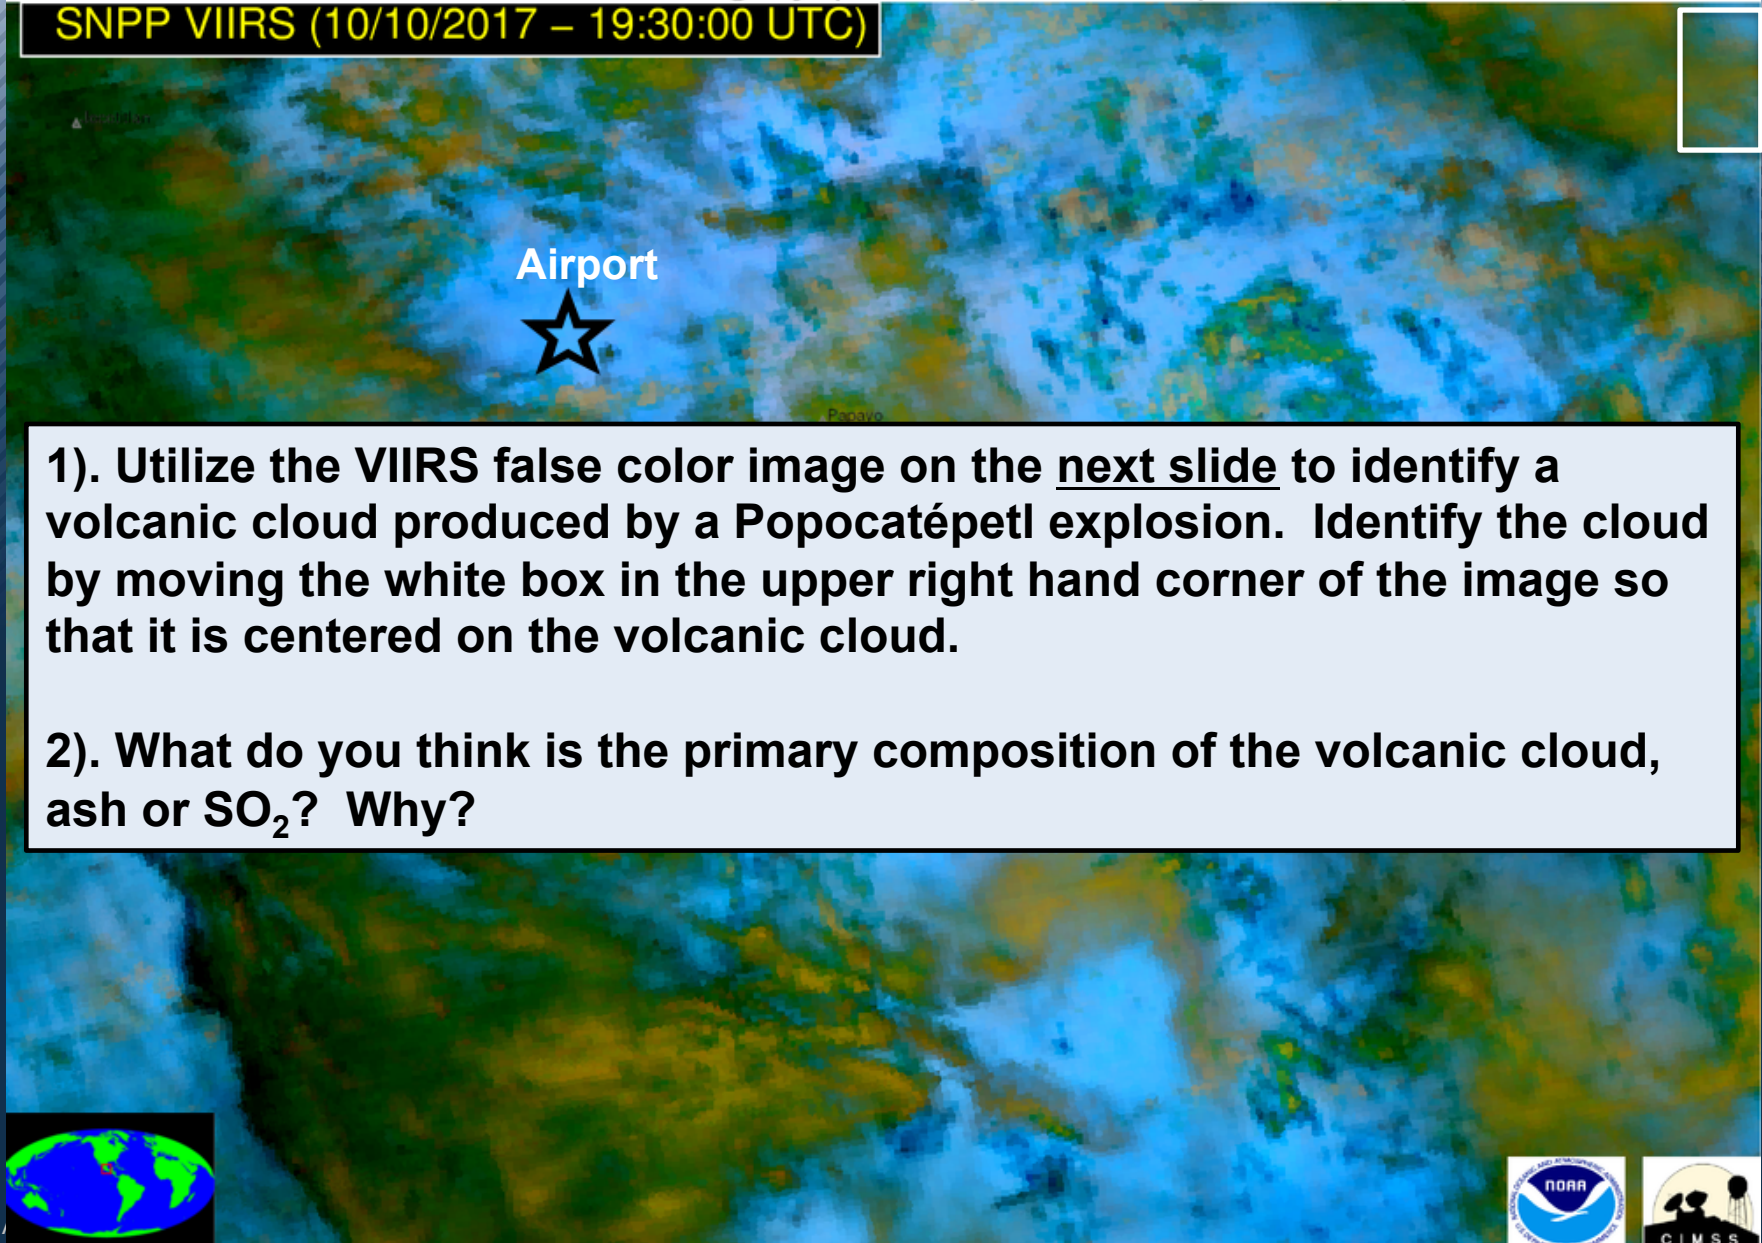 SNPP VIIRS (10/10/2017 – 19:30:00 UTC)
Airport
Papayo
1). Utilize the VIIRS false color image on the next slide to identify a
volcanic cloud produced by a Popocatépetl explosion.  Identify the cloud
by moving the white box in the upper right hand corner of the image so
that it is centered on the volcanic cloud.
2). What do you think is the primary composition of the volcanic cloud,
ash or SO₂?  Why?
NOAA
CIMSS